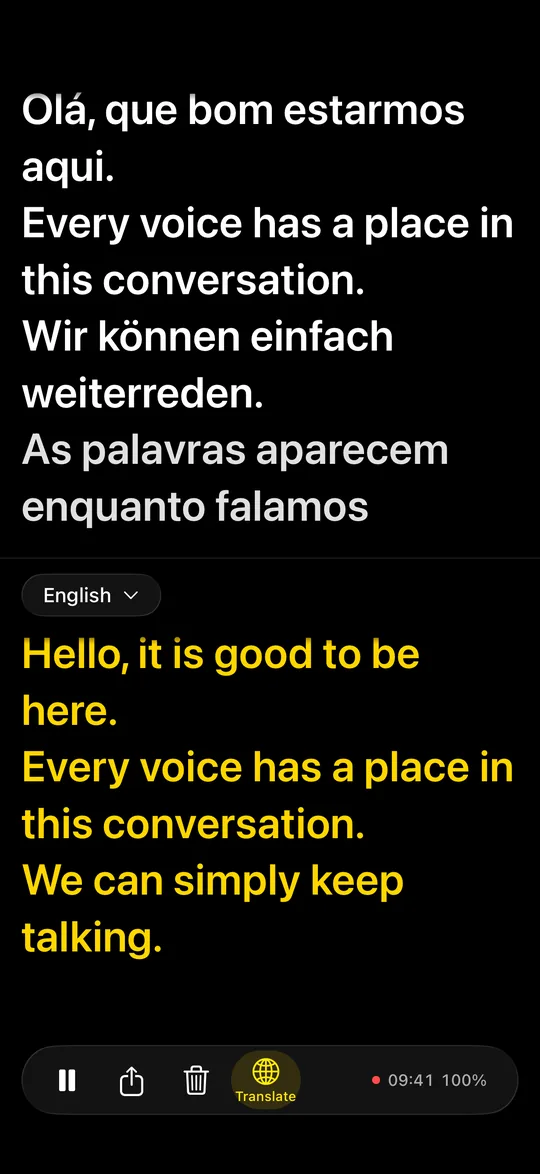 Olá, que bom estarmos
aqui.
Every voice has a place in
this conversation.
Wir können einfach
weiterreden.
As palavras aparecem
enquanto falamos
English
Hello, it is good to be
here.
Every voice has a place in
this conversation.
We can simply keep
talking.
Translate
09:41 100%